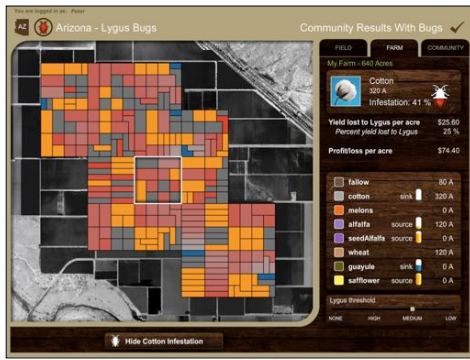 You are logged in as: Peter
AZ Arizona - Lygus Bugs
Community Results With Bugs
FIELD FARM COMMUNITY
My Farm - 640 Acres
Cotton
320 A
Infestation: 41 %
Yield lost to Lygus per acre $25.60
Percent yield lost to Lygus 25 %
Profit/loss per acre $74.40
fallow 80 A
cotton sink 320 A
melons 0 A
alfalfa source 120 A
seedAlfalfa source 0 A
wheat 120 A
guayule sink 0 A
safflower source 0 A
Lygus threshold
NONE HIGH MEDIUM LOW
Hide Cotton Infestation